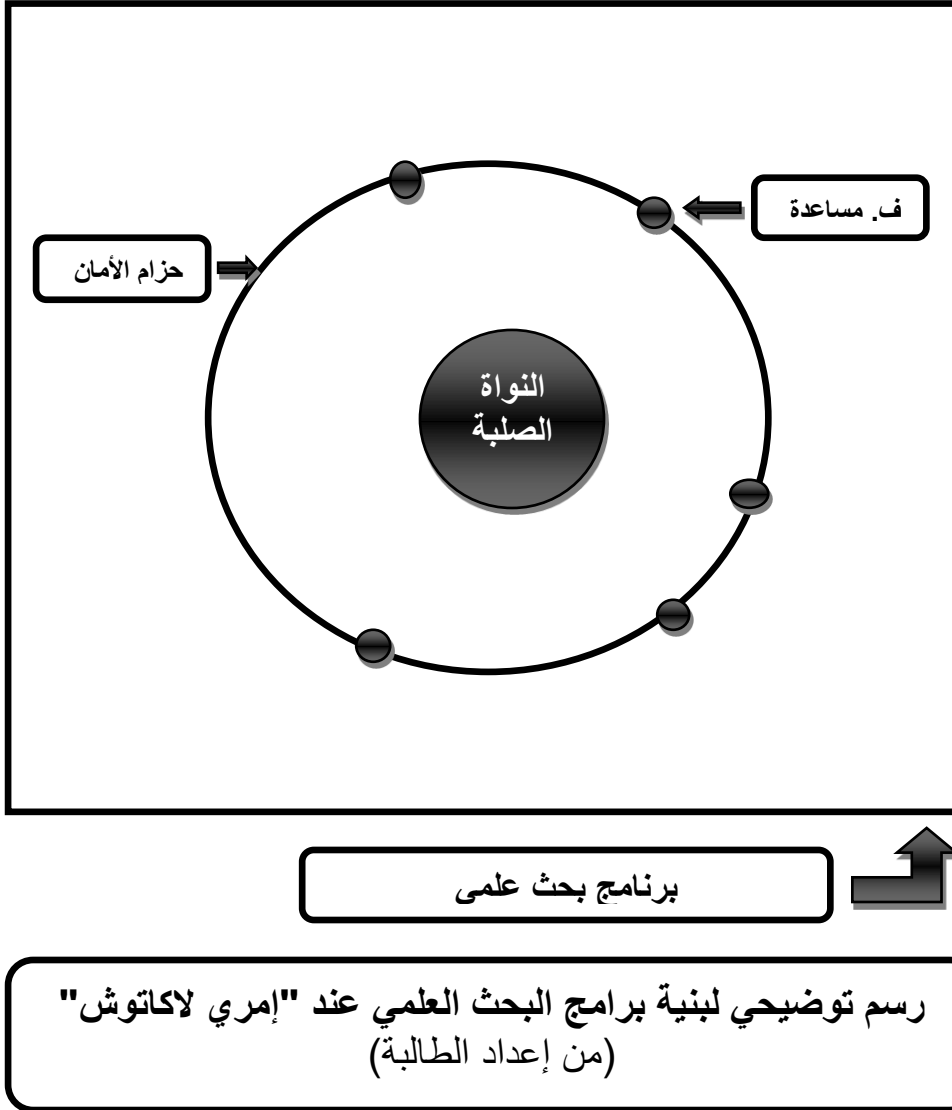 ف. مساعدة
حزام الأمان
النواة
الصلبة
برنامج بحث علمي
رسم توضيحي لبنية برامج البحث العلمي عند "إمري لاكاتوش"
(من إعداد الطالبة)